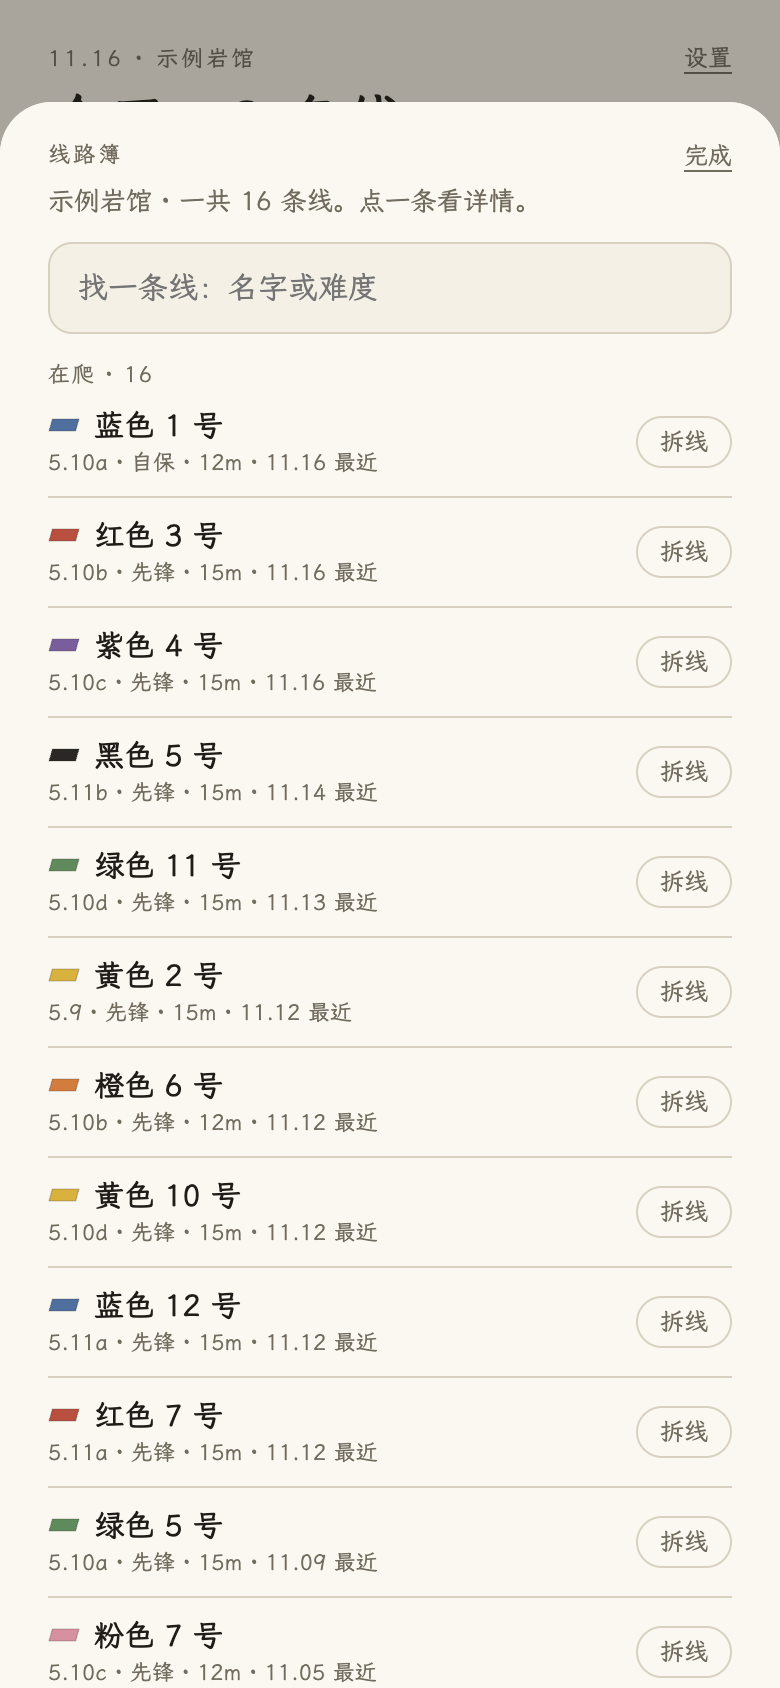 11.16 · 示例岩馆
设置
线路簿
完成
示例岩馆 · 一共 16 条线。点一条看详情。
找一条线：名字或难度
在爬 · 16
蓝色 1 号
5.10a · 自保 · 12m · 11.16 最近
拆线
红色 3 号
5.10b · 先锋 · 15m · 11.16 最近
拆线
紫色 4 号
5.10c · 先锋 · 15m · 11.16 最近
拆线
黑色 5 号
5.11b · 先锋 · 15m · 11.14 最近
拆线
绿色 11 号
5.10d · 先锋 · 15m · 11.13 最近
拆线
黄色 2 号
5.9 · 先锋 · 15m · 11.12 最近
拆线
橙色 6 号
5.10b · 先锋 · 12m · 11.12 最近
拆线
黄色 10 号
5.10d · 先锋 · 15m · 11.12 最近
拆线
蓝色 12 号
5.11a · 先锋 · 15m · 11.12 最近
拆线
红色 7 号
5.11a · 先锋 · 15m · 11.12 最近
拆线
绿色 5 号
5.10a · 先锋 · 15m · 11.09 最近
拆线
粉色 7 号
5.10c · 先锋 · 12m · 11.05 最近
拆线